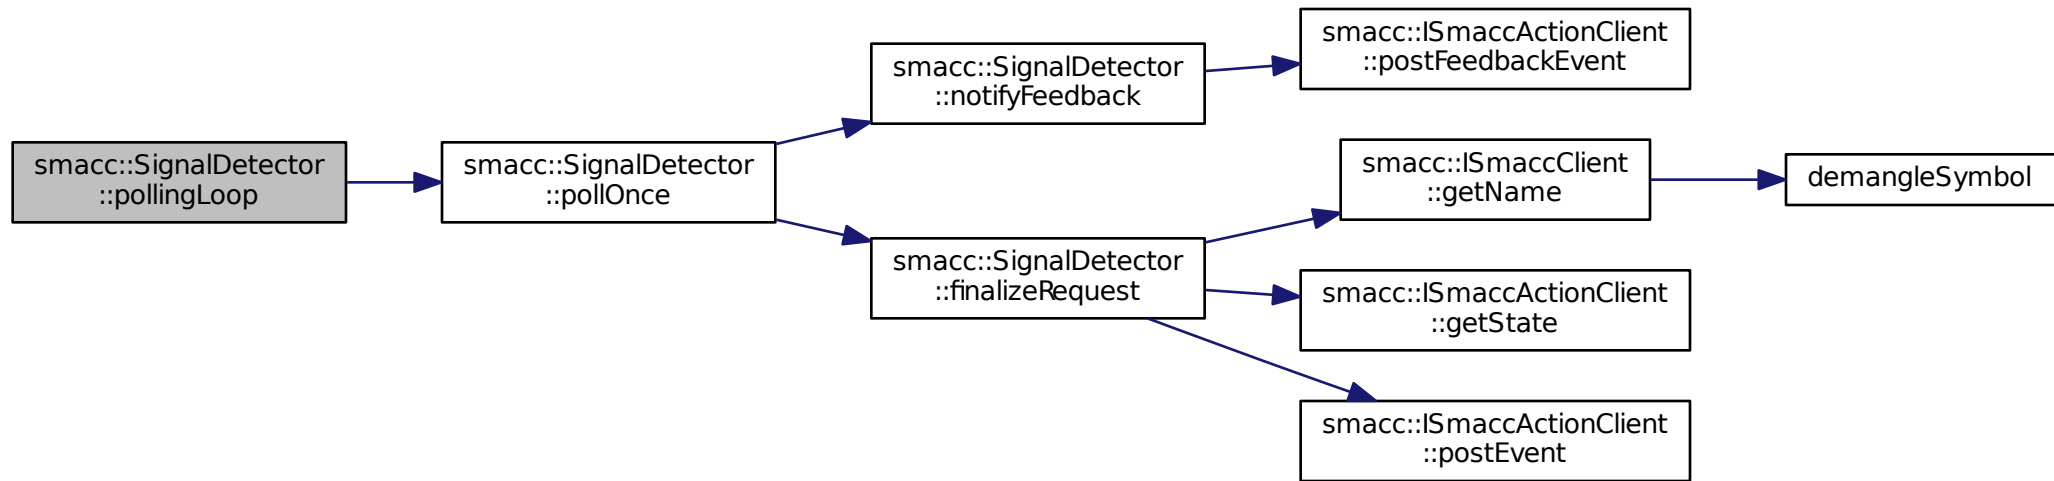 smacc::SignalDetector
::pollingLoop
smacc::SignalDetector
::pollOnce
smacc::SignalDetector
::notifyFeedback
smacc::ISmaccActionClient
::postFeedbackEvent
smacc::SignalDetector
::finalizeRequest
smacc::ISmaccClient
::getName
demangleSymbol
smacc::ISmaccActionClient
::getState
smacc::ISmaccActionClient
::postEvent